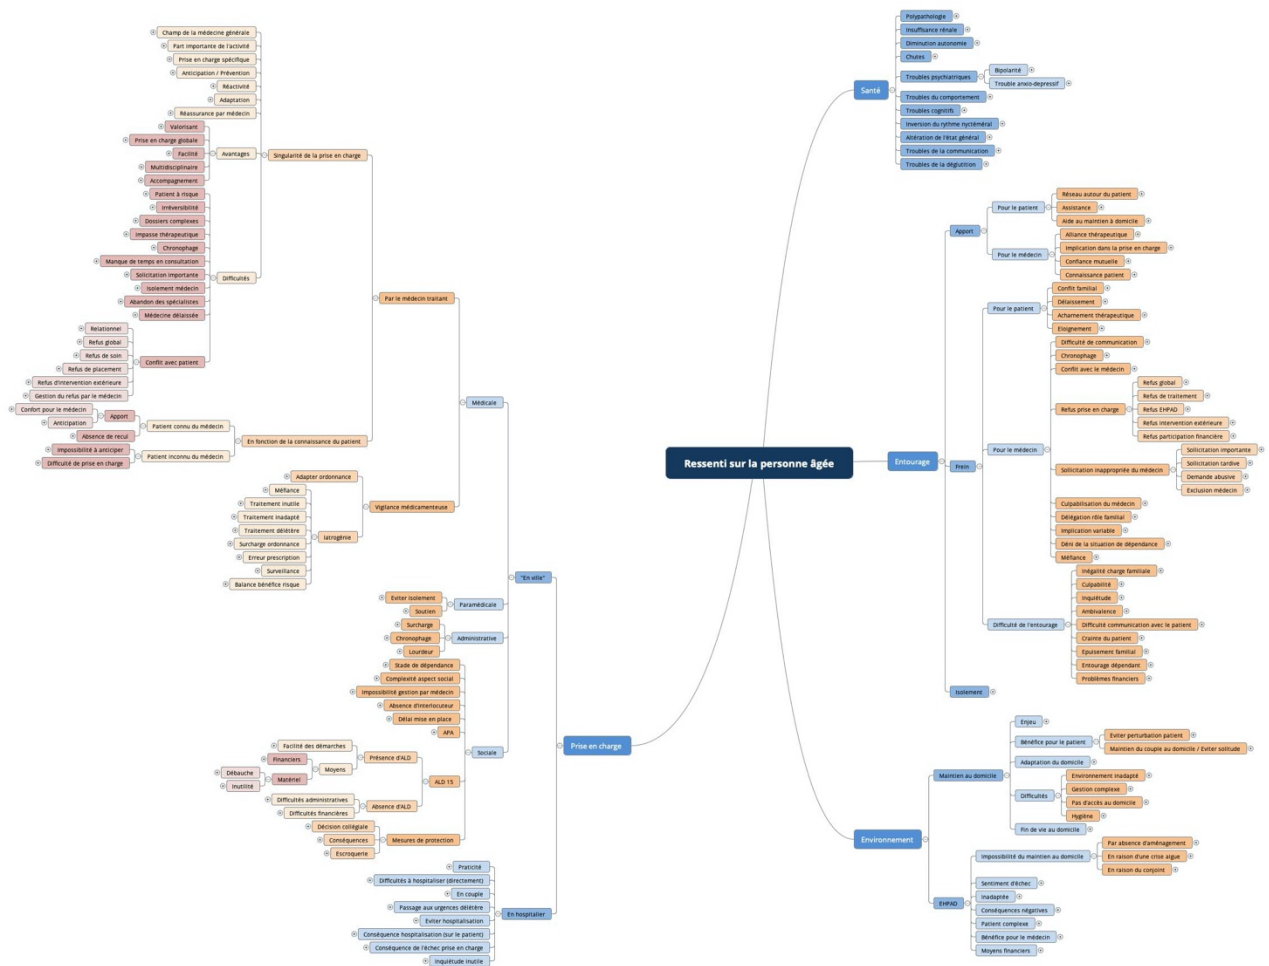 Ressenti sur la personne âgée
Santé
Polypathologie
Insuffisance rénale
Diminution autonomie
Chutes
Troubles psychiatriques
Bipolarité
Trouble anxio-depressif
Troubles du comportement
Troubles cognitifs
Inversion du rythme nycthéméral
Altération de l'état général
Troubles de la communication
Troubles de la déglutition
Entourage
Apport
Pour le patient
Réseau autour du patient
Assistance
Aide au maintien à domicile
Pour le médecin
Alliance thérapeutique
Implication dans la prise en charge
Confiance mutuelle
Connaissance patient
Frein
Pour le patient
Conflit familial
Délaissement
Acharnement thérapeutique
Eloignement
Pour le médecin
Difficulté de communication
Chronophage
Conflit avec le médecin
Refus prise en charge
Refus global
Refus de traitement
Refus EHPAD
Refus intervention extérieure
Refus participation financière
Sollicitation inappropriée du médecin
Sollicitation importante
Sollicitation tardive
Demande abusive
Exclusion médecin
Culpabilisation du médecin
Délégation rôle familial
Implication variable
Déni de la situation de dépendance
Méfiance
Difficulté de l'entourage
Inégalité charge familiale
Culpabilité
Inquiétude
Ambivalence
Difficulté communication avec le patient
Crainte du patient
Epuisement familial
Entourage dépendant
Problèmes financiers
Isolement
Environnement
Maintien au domicile
Enjeu
Bénéfice pour le patient
Eviter perturbation patient
Maintien du couple au domicile / Eviter solitude
Adaptation du domicile
Difficultés
Environnement inadapté
Gestion complexe
Pas d'accès au domicile
Hygiène
Fin de vie au domicile
EHPAD
Impossibilité du maintien au domicile
Par absence d'aménagement
En raison d'une crise aigue
En raison du conjoint
Sentiment d'échec
Inadaptée
Conséquences négatives
Patient complexe
Bénéfice pour le médecin
Moyens financiers
Prise en charge
"En ville"
Médicale
Par le médecin traitant
Singularité de la prise en charge
Champ de la médecine générale
Part importante de l'activité
Prise en charge spécifique
Anticipation / Prévention
Réactivité
Adaptation
Réassurance par médecin
Avantages
Valorisant
Prise en charge globale
Facilité
Multidisciplinaire
Accompagnement
Difficultés
Patient à risque
Irréversibilité
Dossiers complexes
Impasse thérapeutique
Chronophage
Manque de temps en consultation
Solicitation importante
Isolement médecin
Abandon des spécialistes
Médecine délaissée
Conflit avec patient
Relationnel
Refus global
Refus de soin
Refus de placement
Refus d'intervention extérieure
Gestion du refus par le médecin
En fonction de la connaissance du patient
Patient connu du médecin
Apport
Confort pour le médecin
Anticipation
Absence de recul
Patient inconnu du médecin
Impossibilité à anticiper
Difficulté de prise en charge
Vigilance médicamenteuse
Adapter ordonnance
Iatrogénie
Méfiance
Traitement inutile
Traitement inadapté
Traitement délétère
Surcharge ordonnance
Erreur prescription
Surveillance
Balance bénéfice risque
Paramédicale
Eviter isolement
Soutien
Administrative
Surcharge
Chronophage
Lourdeur
Sociale
Stade de dépendance
Complexité aspect social
Impossibilité gestion par médecin
Absence d'interlocuteur
Délai mise en place
APA
ALD 15
Présence d'ALD
Facilité des démarches
Moyens
Financiers
Matériel
Débauche
Inutilité
Absence d'ALD
Difficultés administratives
Difficultés financières
Mesures de protection
Décision collégiale
Conséquences
Escroquerie
En hospitalier
Praticité
Difficultés à hospitaliser (directement)
En couple
Passage aux urgences délétère
Eviter hospitalisation
Conséquence hospitalisation (sur le patient)
Conséquence de l'échec prise en charge
Inquiétude inutile